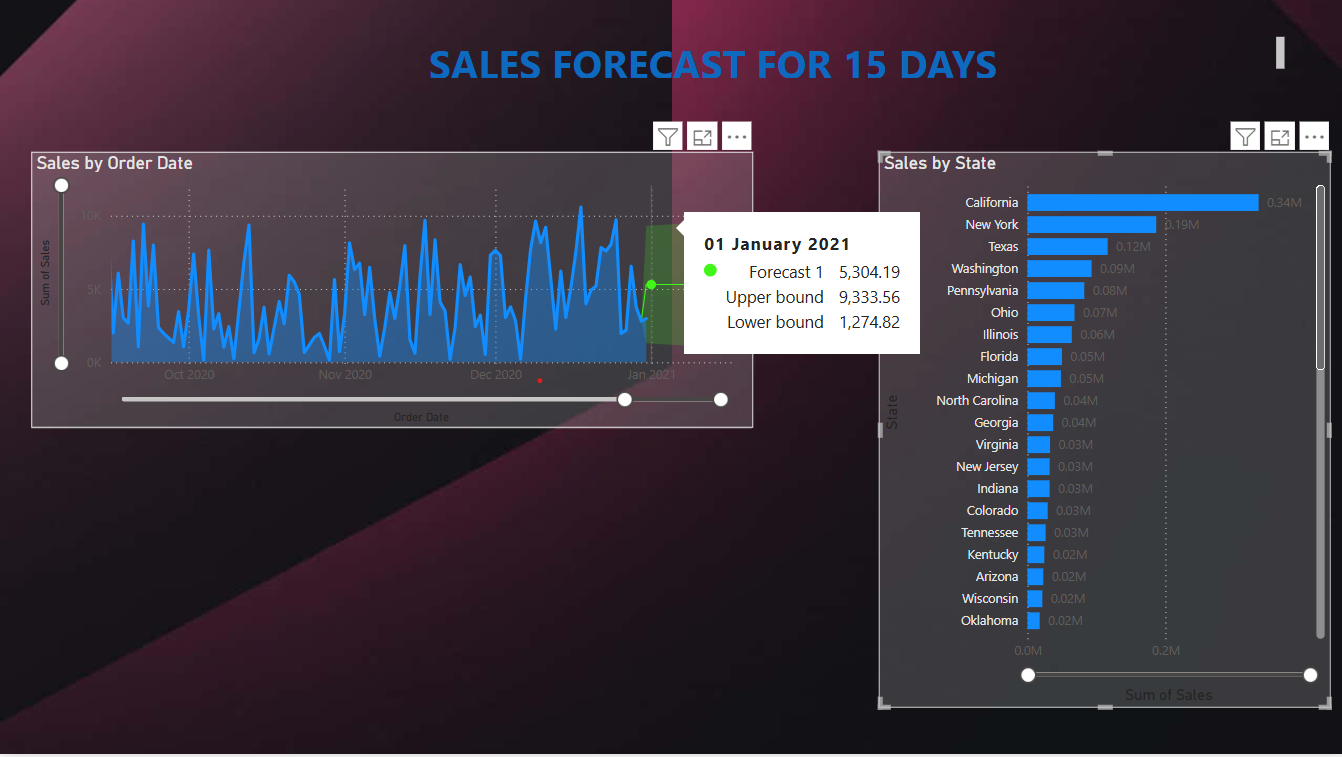 SALES FORECAST FOR 15 DAYS
Sales by Order Date
Sum of Sales
10K
5K
0K
Oct 2020
Nov 2020
Dec 2020
Jan 2021
Order Date
01 January 2021
Forecast 1 5,304.19
Upper bound 9,333.56
Lower bound 1,274.82
Sales by State
State
California 0.34M
New York 0.19M
Texas 0.12M
Washington 0.09M
Pennsylvania 0.08M
Ohio 0.07M
Illinois 0.06M
Florida 0.05M
Michigan 0.05M
North Carolina 0.04M
Georgia 0.04M
Virginia 0.03M
New Jersey 0.03M
Indiana 0.03M
Colorado 0.03M
Tennessee 0.03M
Kentucky 0.02M
Arizona 0.02M
Wisconsin 0.02M
Oklahoma 0.02M
0.0M 0.2M
Sum of Sales